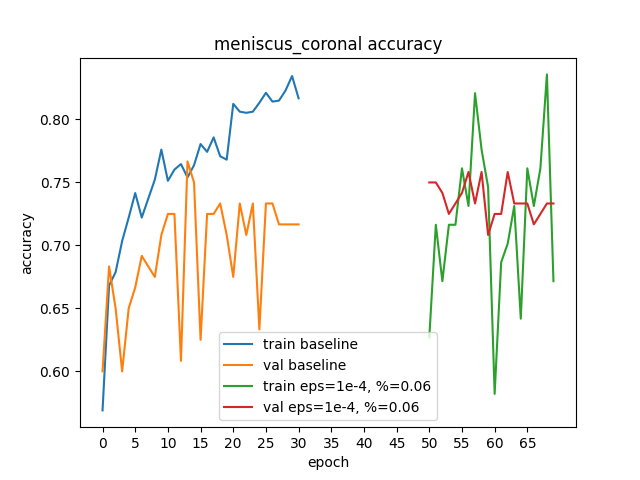 meniscus_coronal accuracy
accuracy
0.80
0.75
0.70
0.65
0.60
train baseline
val baseline
train eps=1e-4, %=0.06
val eps=1e-4, %=0.06
0 5 10 15 20 25 30 35 40 45 50 55 60 65
epoch